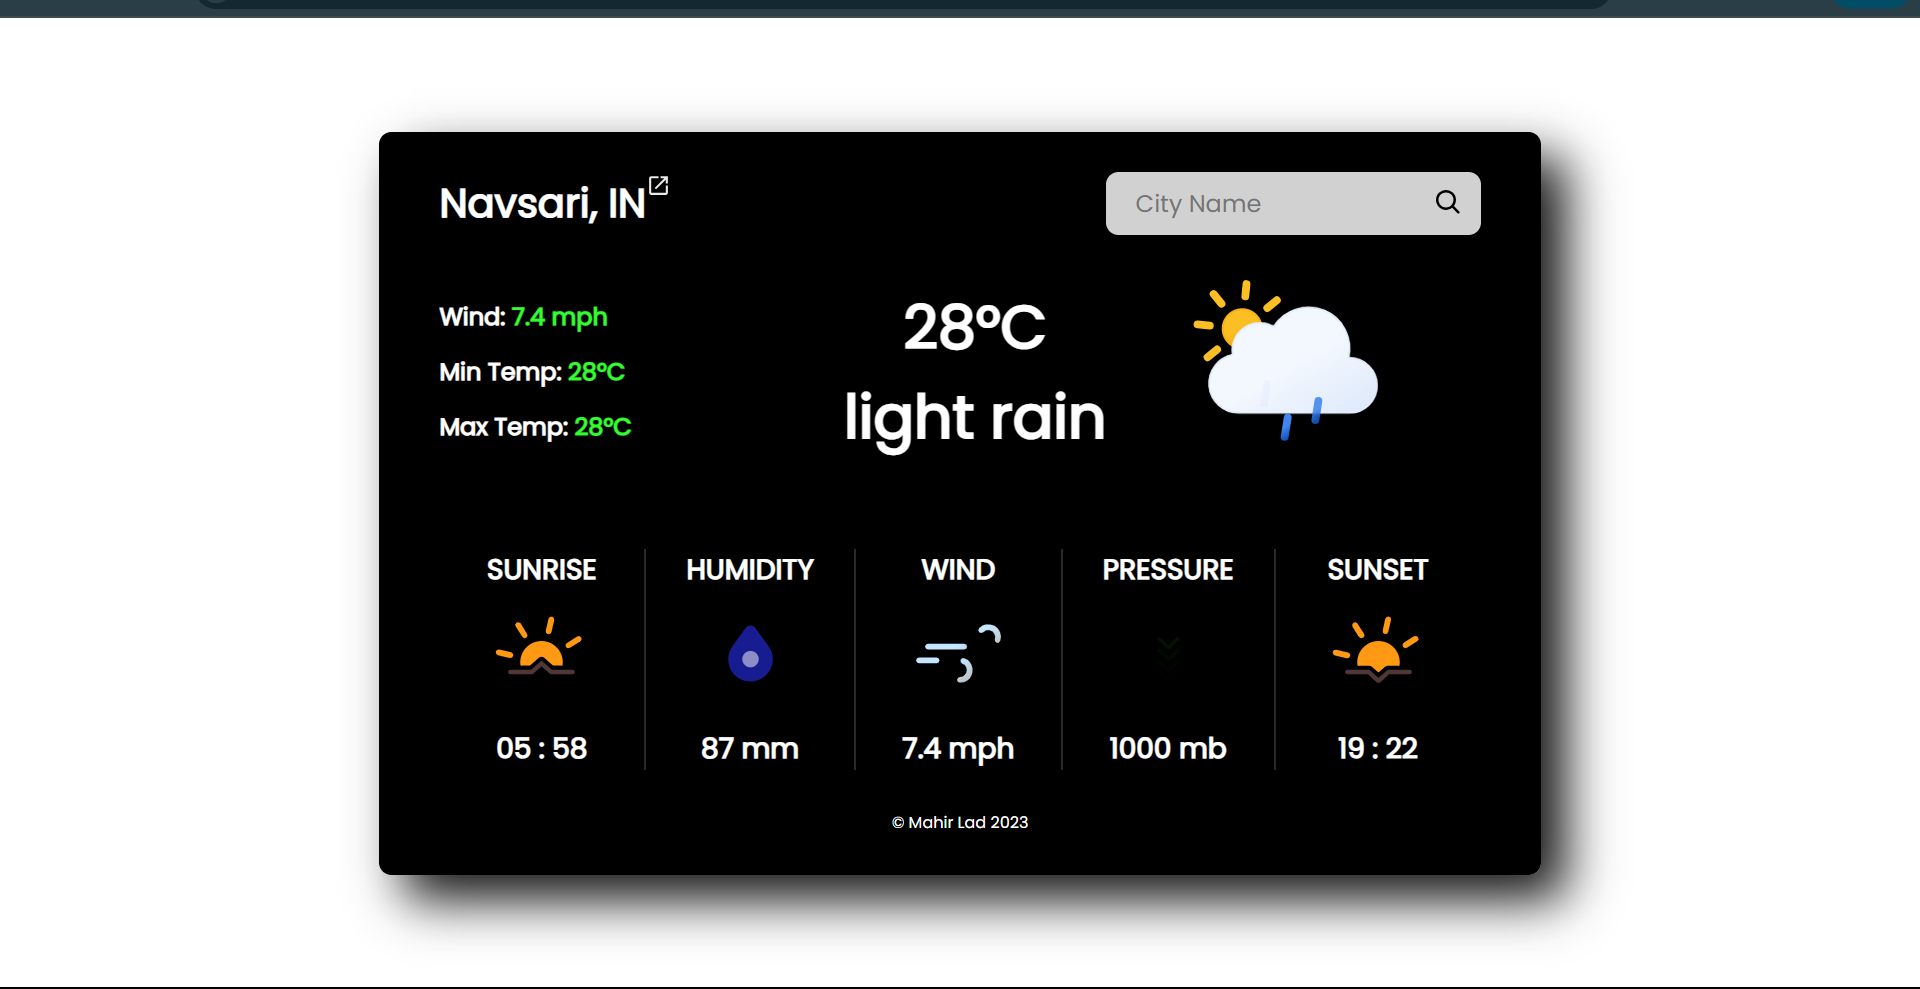 Navsari, IN
City Name
Wind: 7.4 mph
Min Temp: 28°C
Max Temp: 28°C
28°C
light rain
SUNRISE
05 : 58
HUMIDITY
87 mm
WIND
7.4 mph
PRESSURE
1000 mb
SUNSET
19 : 22
© Mahir Lad 2023